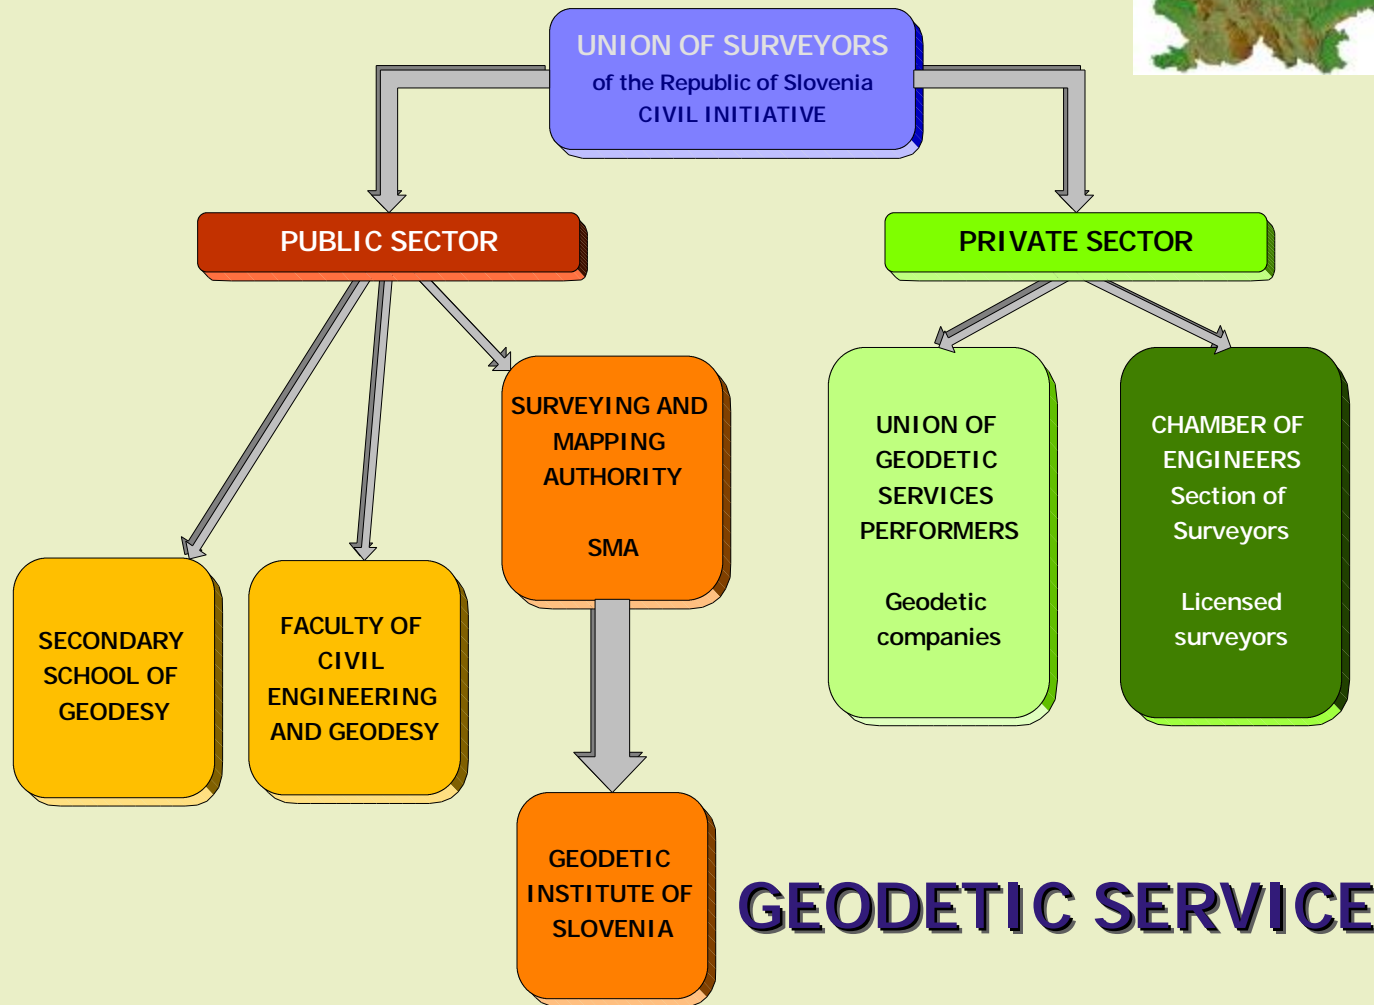 UNION OF SURVEYORS
of the Republic of Slovenia
CIVIL INITIATIVE
PUBLIC SECTOR
PRIVATE SECTOR
SECONDARY
SCHOOL OF
GEODESY
FACULTY OF
CIVIL
ENGINEERING
AND GEODESY
SURVEYING AND
MAPPING
AUTHORITY
SMA
GEODETIC
INSTITUTE OF
SLOVENIA
UNION OF
GEODETIC
SERVICES
PERFORMERS
Geodetic
companies
CHAMBER OF
ENGINEERS
Section of
Surveyors
Licensed
surveyors
GEODETIC SERVICE